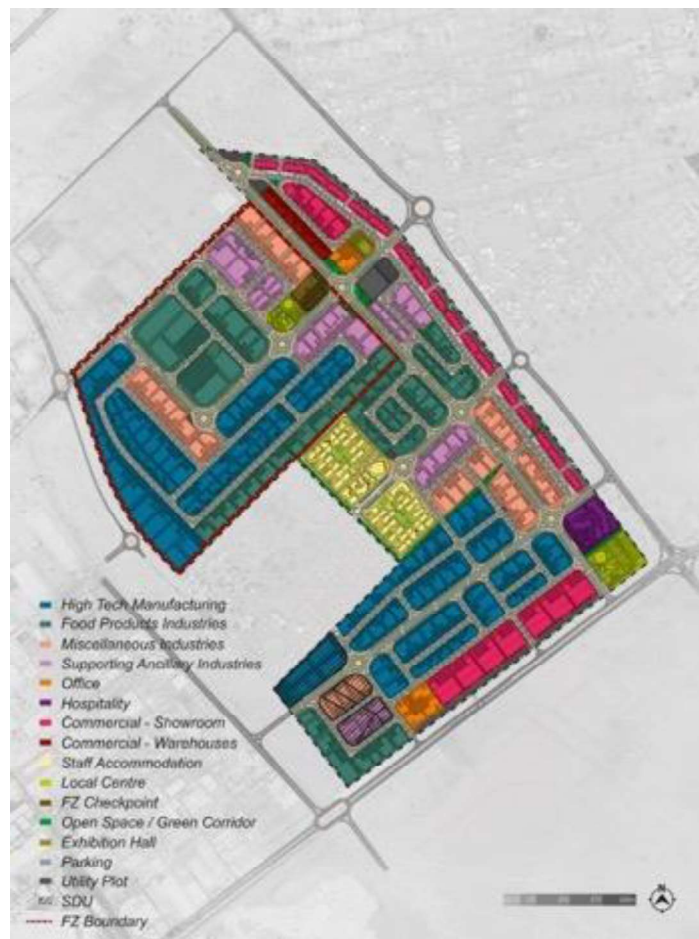 High Tech Manufacturing
Food Products Industries
Miscellaneous Industries
Supporting Ancillary Industries
Office
Hospitality
Commercial - Showroom
Commercial - Warehouses
Staff Accommodation
Local Centre
FZ Checkpoint
Open Space / Green Corridor
Exhibition Hall
Parking
Utility Plot
SDU
FZ Boundary
N